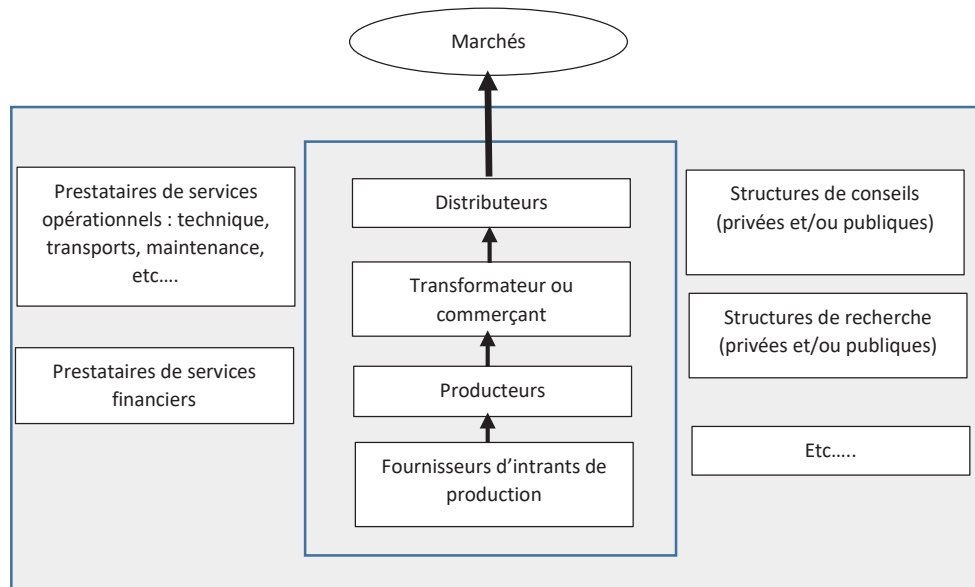 Marchés
Prestataires de services
opérationnels : technique,
transports, maintenance,
etc….
Prestataires de services
financiers
Distributeurs
Transformateur ou
commerçant
Producteurs
Fournisseurs d’intrants de
production
Structures de conseils
(privées et/ou publiques)
Structures de recherche
(privées et/ou publiques)
Etc…..